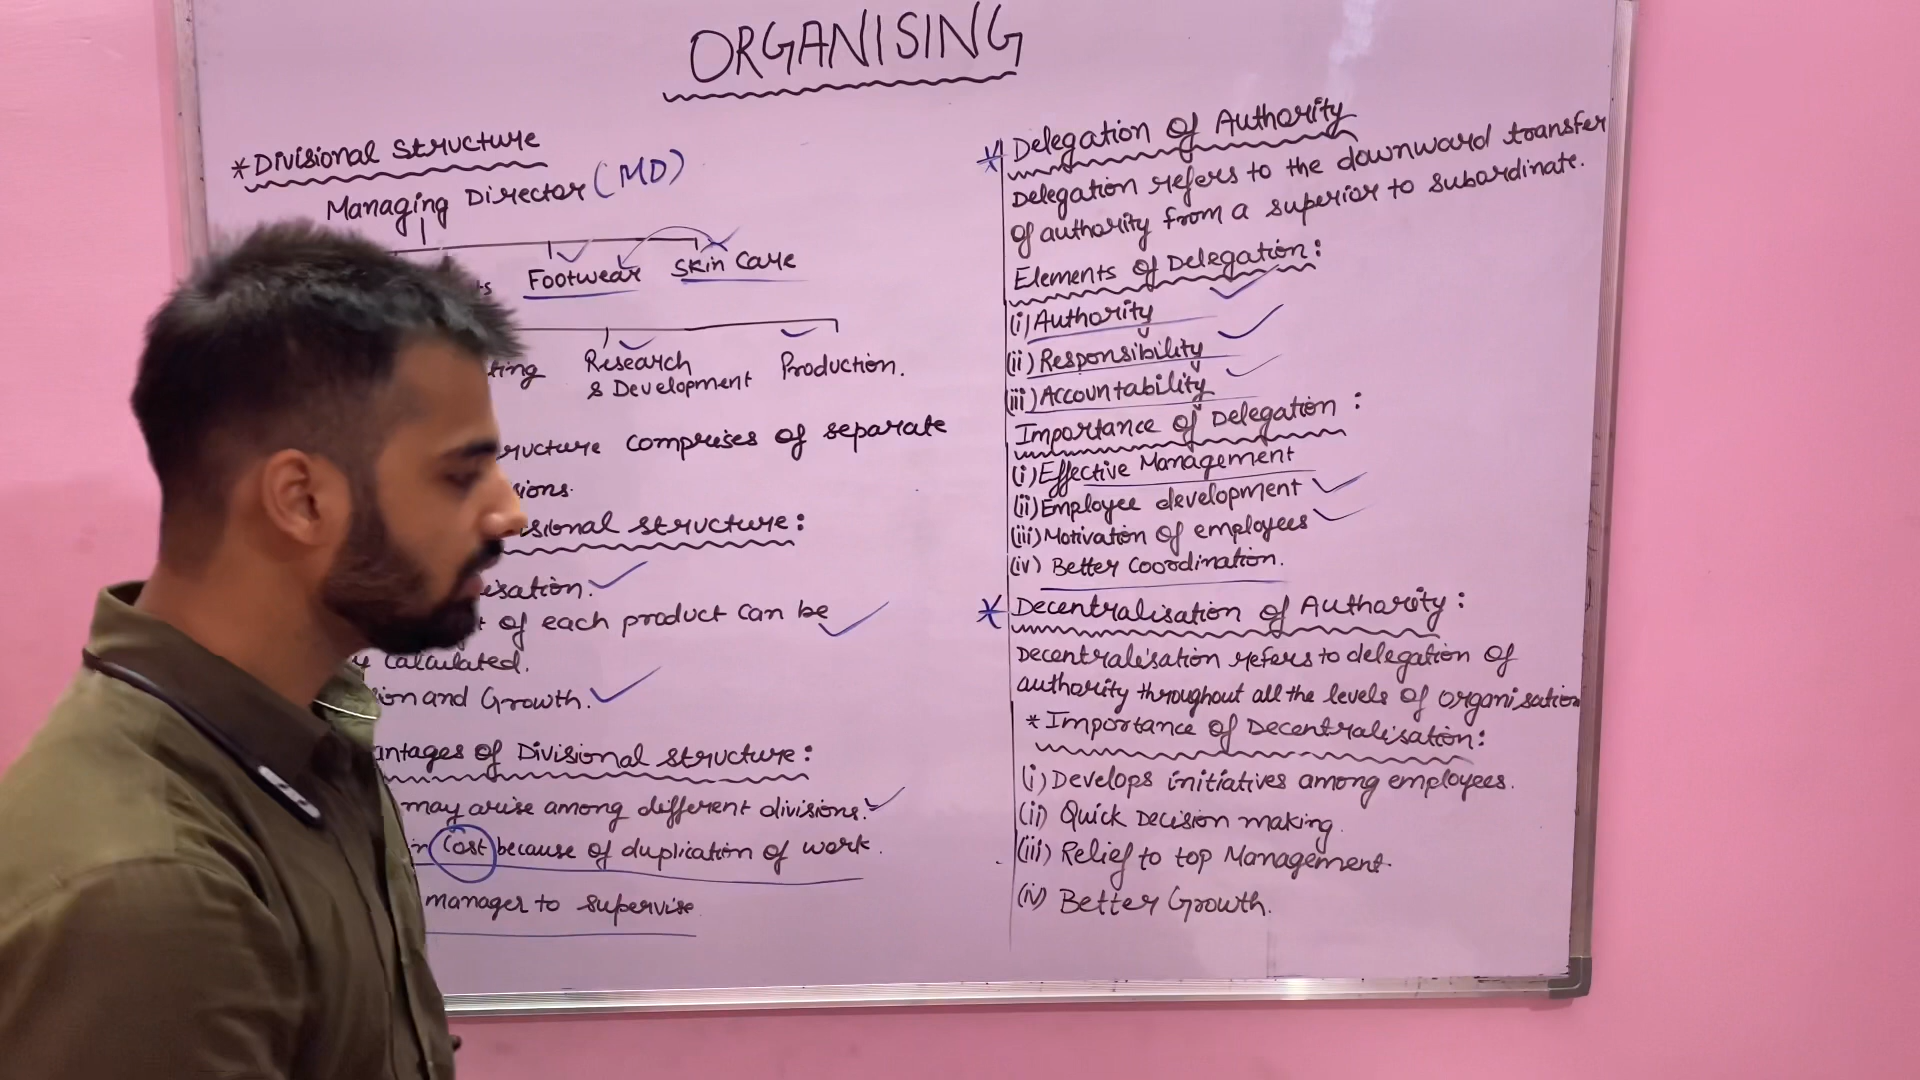 ORGANISING
*Divisional Structure
Managing Director (MD)
Footwear Skin Care
Research Production.
& Development
ructure comprises of separate
sional structure:
of each product can be
calculated.
and Growth.
of Divisional structure:
may arise among different divisions.
Cost because of duplication of work.
manager to supervise
* Delegation of Authority
Delegation refers to the downward transfer
of authority from a superior to subordinate.
Elements of Delegation:
(i) Authority
(ii) Responsibility
(iii) Accountability
Importance of Delegation:
(i) Effective Management
(ii) Employee development
(iii) Motivation of employees
(iv) Better Coordination.
* Decentralisation of Authority:
Decentralisation refers to delegation of
authority throughout all the levels of organisation
* Importance of Decentralisation:
(i) Develops initiatives among employees.
(ii) Quick Decision making.
(iii) Relief to top Management.
(iv) Better Growth.